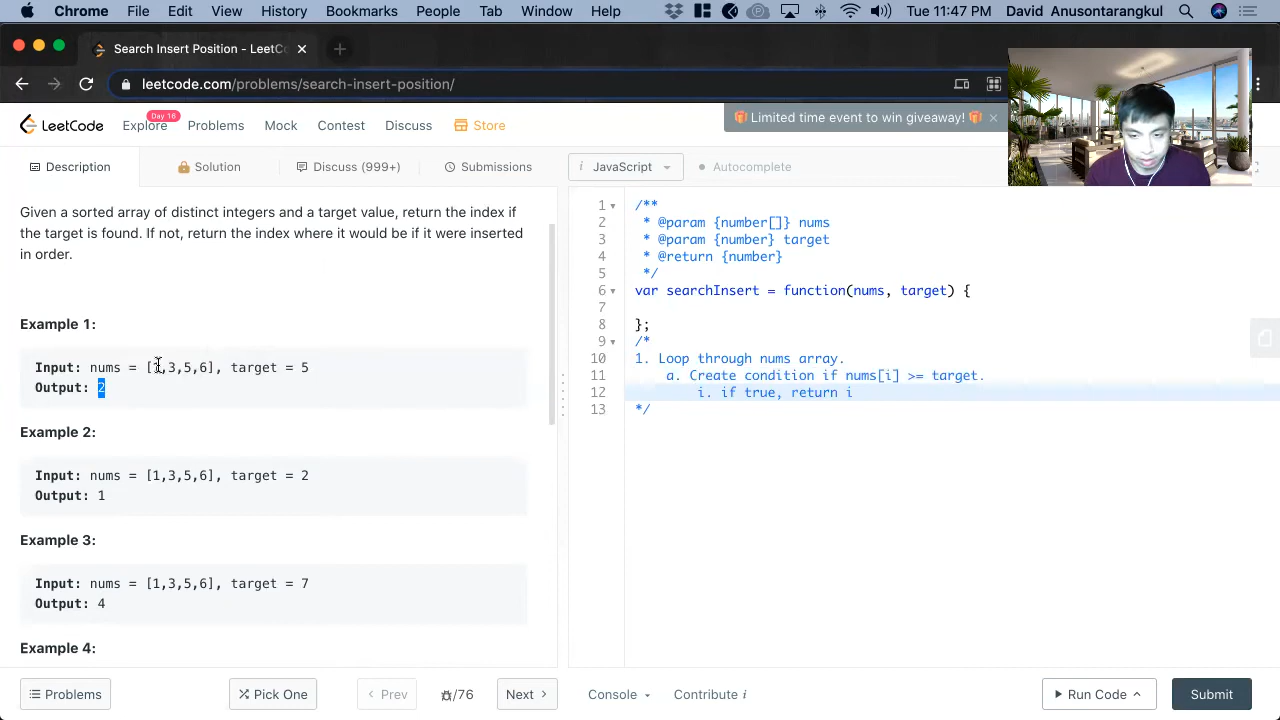 Chrome File Edit View History Bookmarks People Tab Window Help Tue 11:47 PM David Anusontarangkul
Search Insert Position - LeetC
leetcode.com/problems/search-insert-position/
LeetCode Explore Day 16 Problems Mock Discuss Store
🎁 Limited time event to win giveaway! 🎁 ×
Description Solution (999+)
JavaScript Autocomplete
Given a sorted array of distinct integers and a target value, return the index if
the target is found. If not, return the index where it would be if it were inserted
in order.
Example 1:
Input: nums = [1,3,5,6], target = 5
Output: 2
Example 2:
Input: nums = [1,3,5,6], target = 2
Output: 1
Example 3:
Input: nums = [1,3,5,6], target = 7
Output: 4
Example 4:
1 /**
2 * @param {number[]} nums
3 * @param {number} target
4 * @return {number}
5 */
6 var searchInsert = function(nums, target) {
7
8 };
9 /*
10 1. Loop through nums array.
11 a. Create condition if nums[i] >= target.
12 i. if true, return i
13 */
Problems Pick One < Prev /76 Next > Console Contribute i Run Code Submit